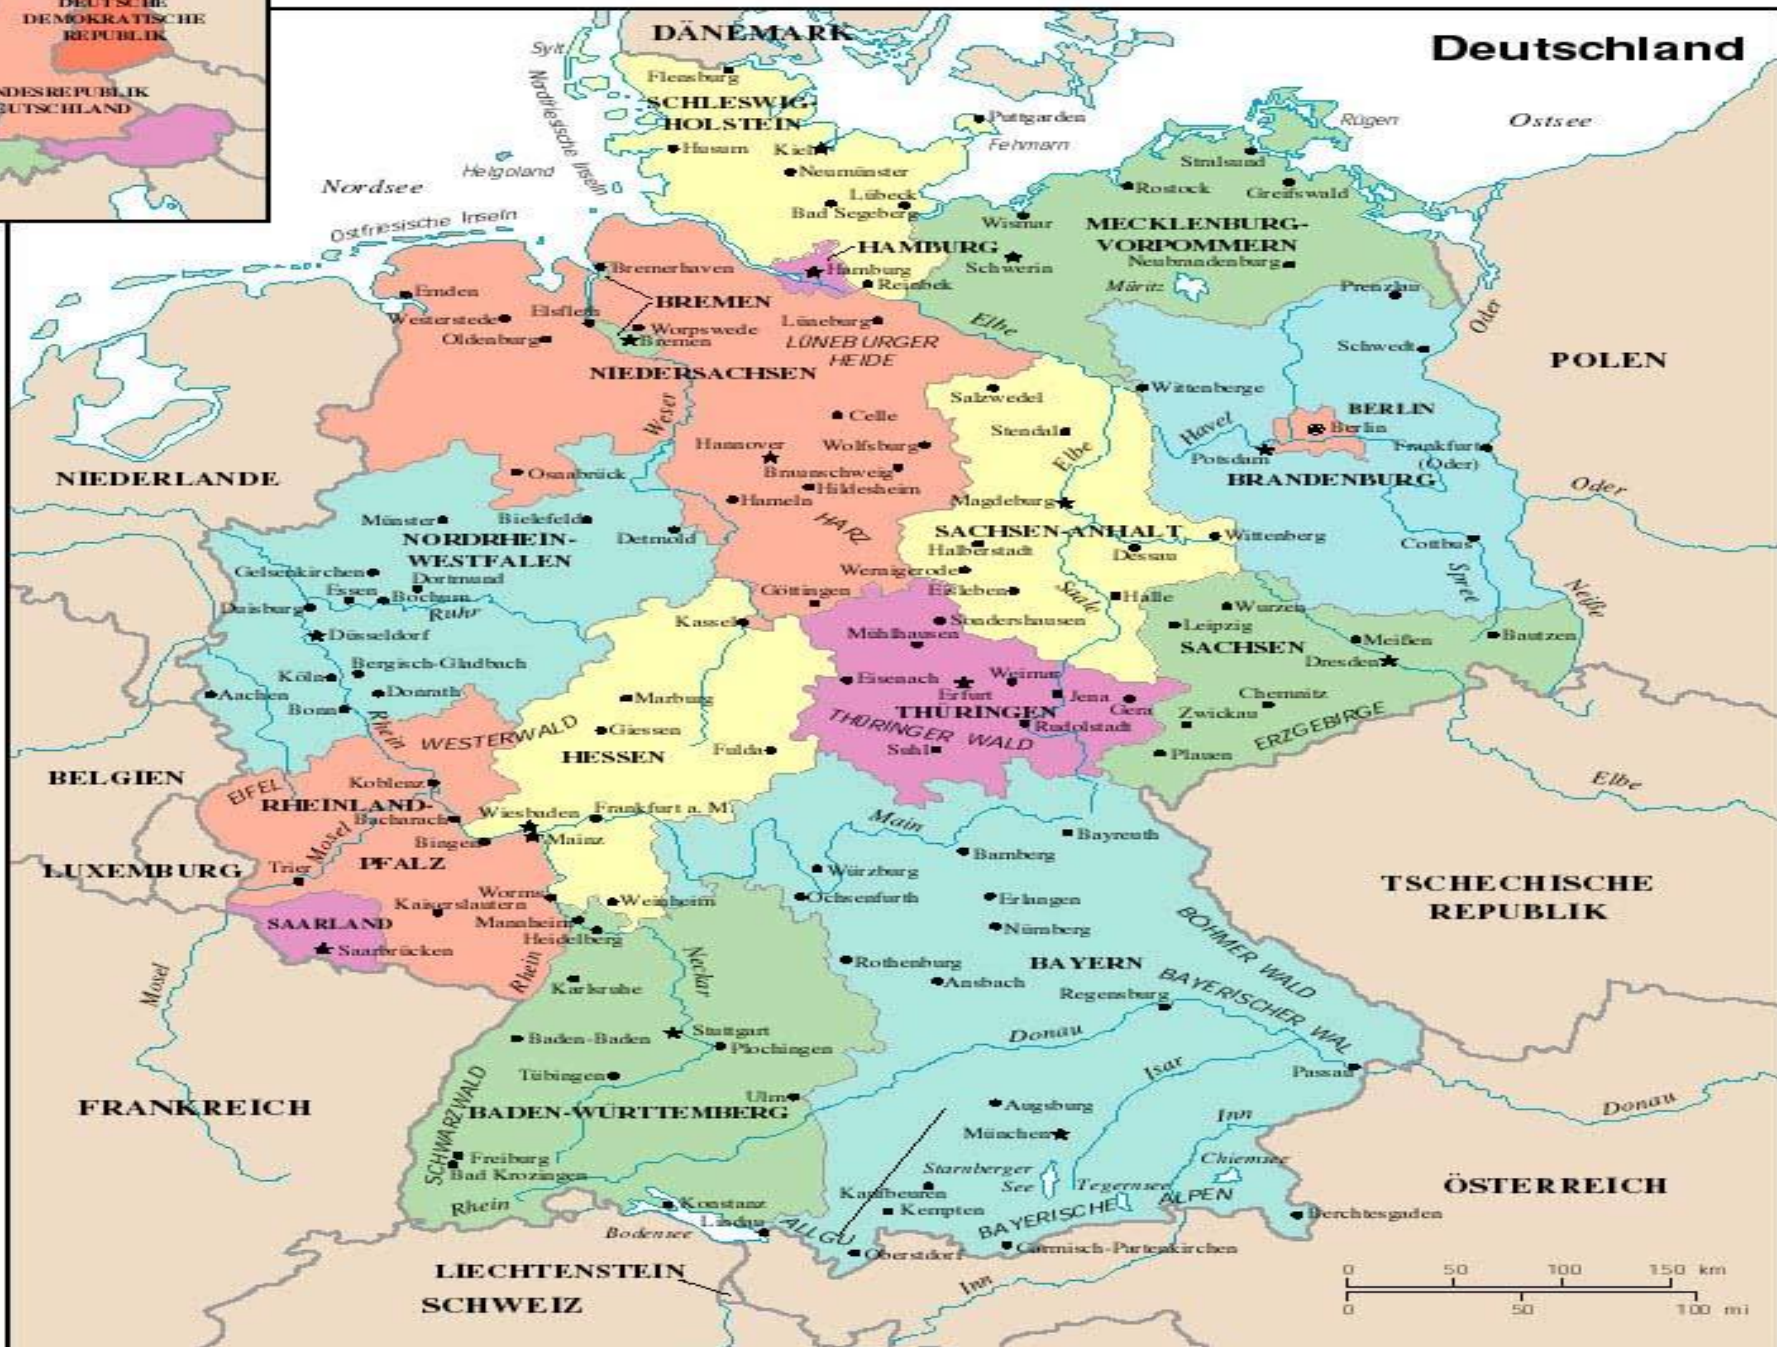 DEUTSCHE
DEMOKRATISCHE
REPUBLIK
NDESREPUBLIK
EUTSCHLAND
Deutschland
DÄNEMARK
Sylt
Flensburg
Nordfriesische Inseln
SCHLESWIG-
HOLSTEIN
Puttgarden
Fehmarn
Rügen
Ostsee
Husum
Kiel
Helgoland
Nordsee
Neumünster
Lübeck
Bad Segeberg
Stralsund
Rostock
Greifswald
Ostfriesische Inseln
Wismar
MECKLENBURG-
VORPOMMERN
HAMBURG
Hamburg
Schwerin
Neubrandenburg
Bremerhaven
Reinbek
Müritz
Prenzlau
Emden
BREMEN
Westerstede
Elsfleth
Worpswede
Oldenburg
Bremen
Lüneburg
LÜNEBURGER
HEIDE
Elbe
Oder
Schwedt
POLEN
NIEDERSACHSEN
Wittenberge
Salzwedel
Weser
Celle
BERLIN
Berlin
Havel
Stendal
Hannover
Wolfsburg
Elbe
Frankfurt
(Oder)
Potsdam
BRANDENBURG
Braunschweig
Osnabrück
NIEDERLANDE
Hildesheim
Hameln
Magdeburg
Oder
HARZ
Münster
Bielefeld
Detmold
NORDRHEIN-
WESTFALEN
SACHSEN-ANHALT
Halberstadt
Dessau
Wittenberg
Cottbus
Gelsenkirchen
Dortmund
Essen
Bochum
Wernigerode
Göttingen
Eisleben
Saale
Halle
Spree
Neiße
Duisburg
Ruhr
Wurzen
Düsseldorf
Kassel
Sondershausen
Mühlhausen
Leipzig
Meißen
Bautzen
SACHSEN
Dresden
Bergisch-Gladbach
Köln
Donrath
Aachen
Bonn
Eisenach
Weimar
Erfurt
Jena
Gera
Chemnitz
Marburg
Rhein
WESTERWALD
Giessen
THÜRINGEN
Rudolstadt
THÜRINGER WALD
Zwickau
ERZGEBIRGE
Suhl
Plauen
Fulda
HESSEN
BELGIEN
Koblenz
EIFEL
RHEINLAND-
PFALZ
Bacharach
Wiesbaden
Frankfurt a. M.
Elbe
Bingen
Mainz
Main
Bayreuth
Bamberg
Mosel
Trier
LUXEMBURG
Würzburg
TSCHECHISCHE
REPUBLIK
Worms
Kaiserslautern
Weinheim
Ochsenfurth
Erlangen
SAARLAND
Mannheim
Heidelberg
Nürnberg
Saarbrücken
Rhein
Neckar
Rothenburg
BAYERN
BÖHMER WALD
Mosel
Karlsruhe
Ansbach
Regensburg
BAYERISCHER WAL
Baden-Baden
Stuttgart
Plochingen
Donau
Tübingen
Isar
Passau
Ulm
Augsburg
FRANKREICH
SCHWARZWALD
BADEN-WÜRTTEMBERG
Inn
Donau
München
Freiburg
Bad Krozingen
Starnberger
See
Tegernsee
Chiemsee
Kaufbeuren
Kempten
BAYERISCHE ALPEN
ÖSTERREICH
Rhein
Konstanz
Lindau
Bodensee
ALLGU
Oberstdorf
Garmisch-Partenkirchen
Berchtesgaden
LIECHTENSTEIN
SCHWEIZ
Inn
0 50 100 150 km
0 50 100 mi